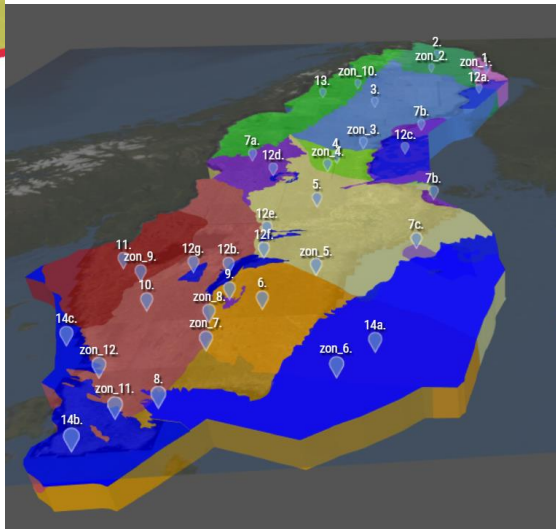 2.
zon_2.
zon_1.
12a.
zon_10.
13.
3.
7b.
zon_3.
12c.
7a.
4.
zon_4.
12d.
7b.
5.
12e.
7c.
12f.
11.
zon_9.
12g.
12b.
zon_5.
9.
10.
zon_8.
6.
14c.
zon_7.
14a.
zon_12.
zon_6.
8.
zon_11.
14b.